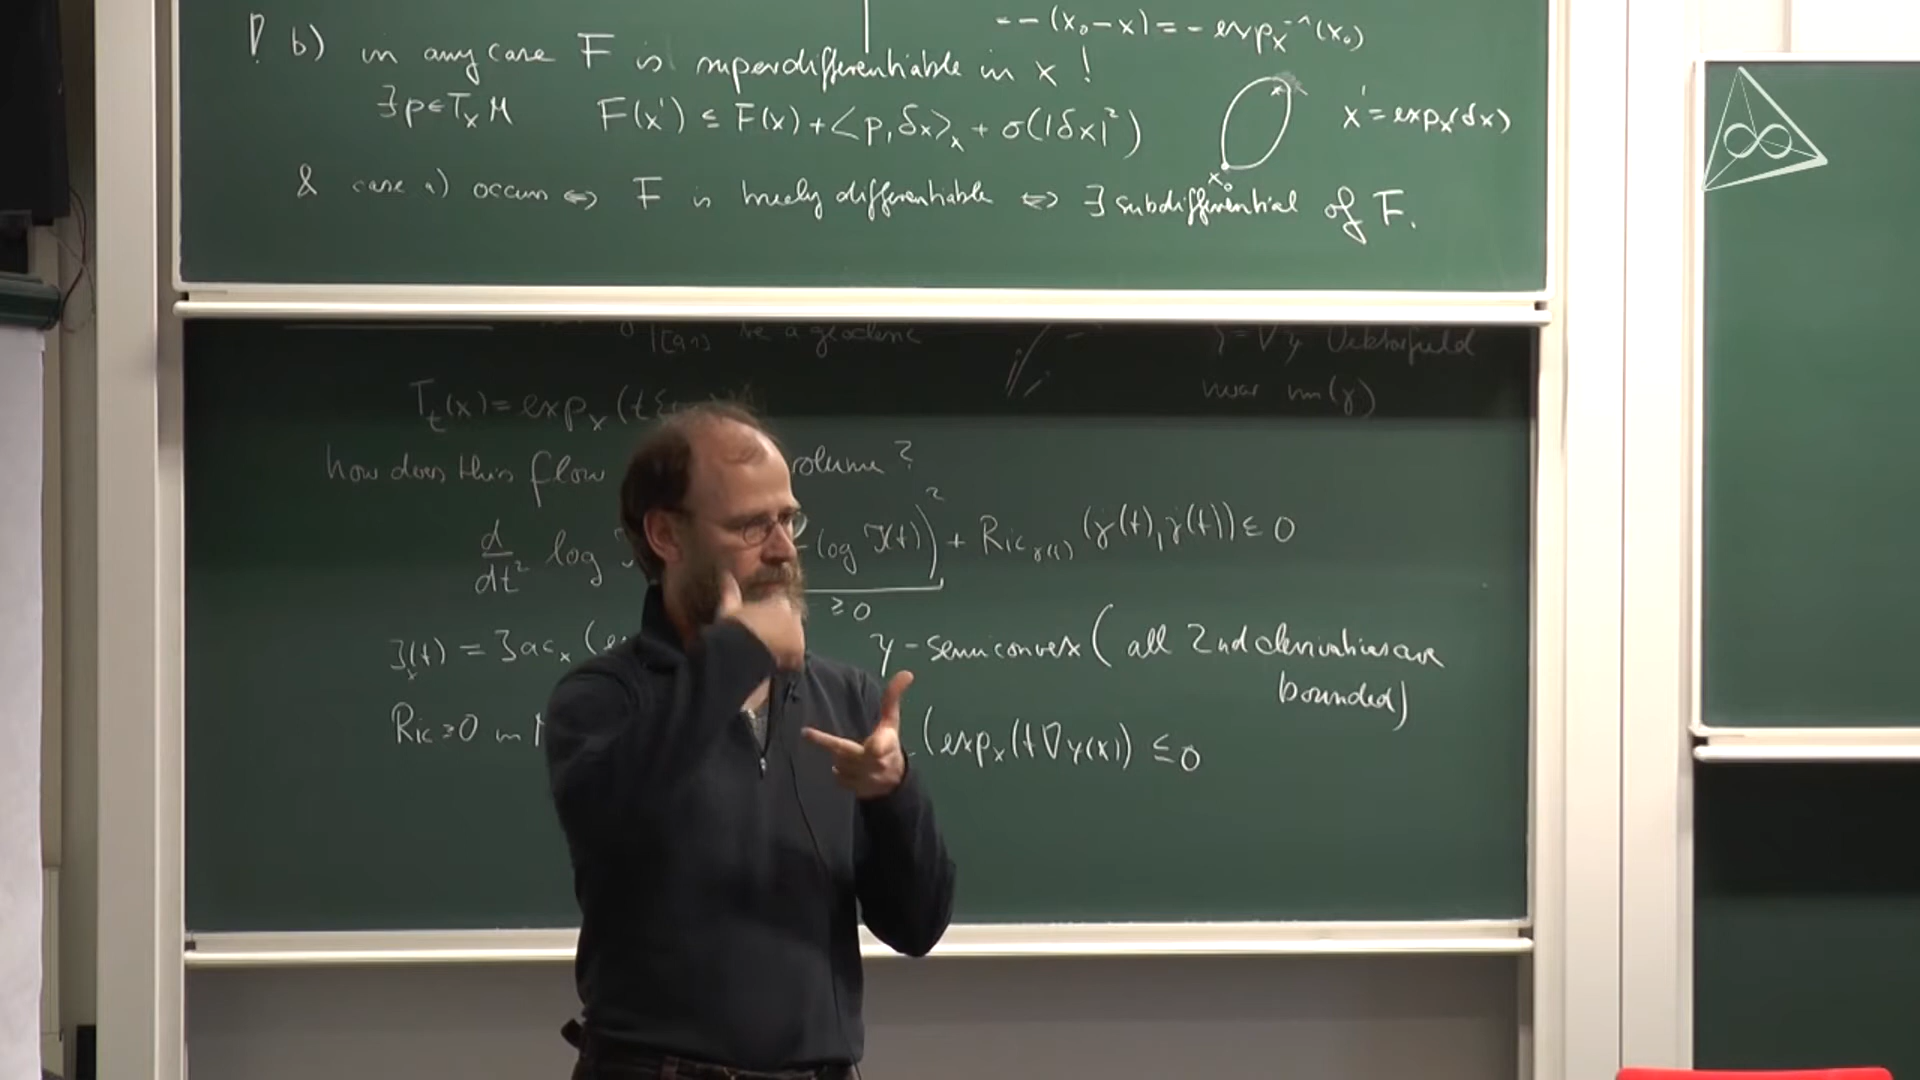 -- (x₀-x) = - expₓ⁻¹(x₀)
b) in any case F is superdifferentiable in x !
∃ p∈TₓM F(x') ≤ F(x)+<p,δx>ₓ + σ(|δx|²) x' = expₓ(δx)
x₀
& case a) occurs ⇔ F is truely differentiable ⇔ ∃ subdifferential of F.
be a geodesic Vektorfield
near im(γ)
Tₜ(x) = expₓ(t
how does this flow volume?
d/dt² log (log J(t))² + Ric_γ(t) (γ̇(t), γ̇(t)) ≤ 0
≥ 0
J(t) = Jacₓ ( γ - semiconvex ( all 2nd derivatives are
bounded)
Ric ≥ 0 in (expₓ(t∇γ(x)) ≤ 0